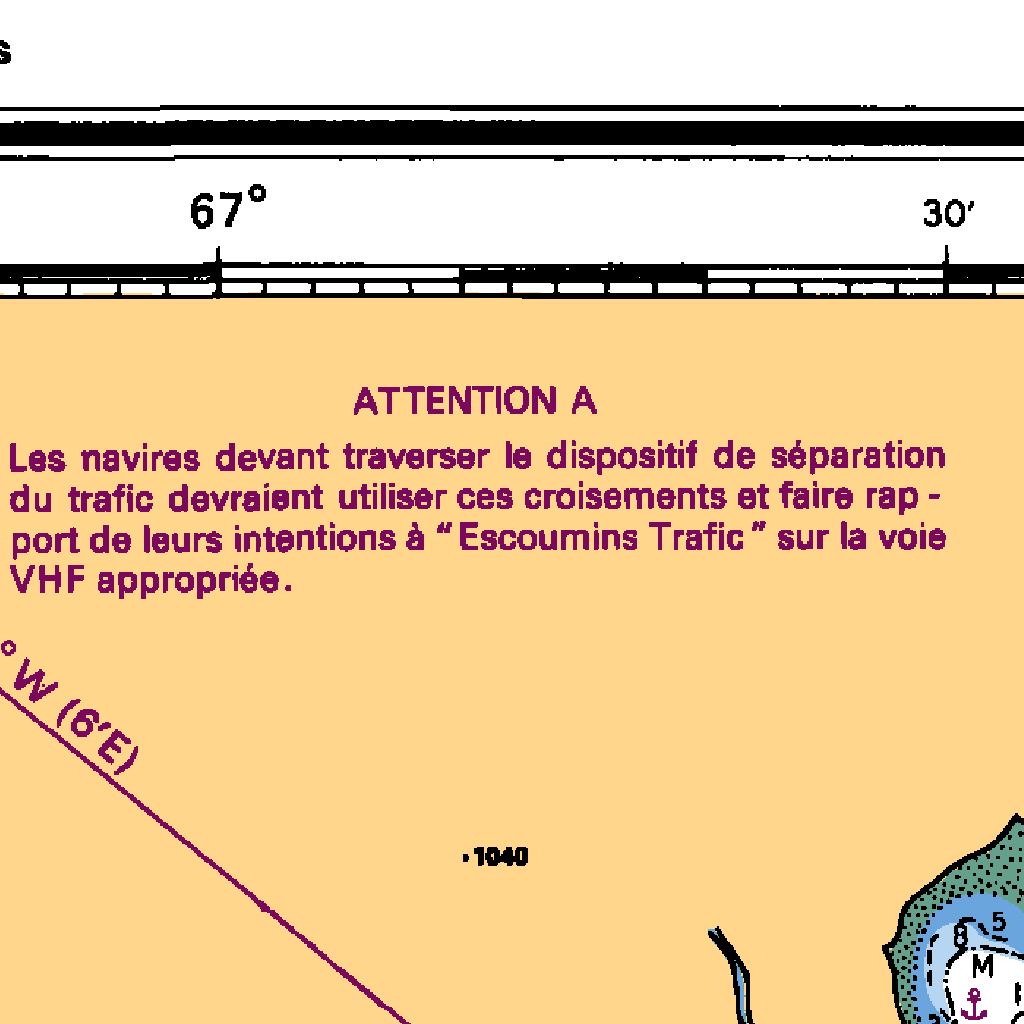 s
67° 30′
ATTENTION A
Les navires devant traverser le dispositif de séparation
du trafic devraient utiliser ces croisements et faire rap -
port de leurs intentions à “ Escoumins Trafic ” sur la voie
VHF appropriée.
° W (6′E)
1040
8 5
M